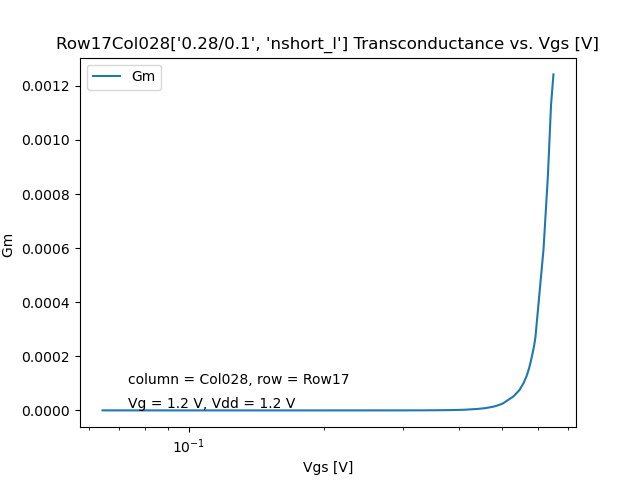 Row17Col028['0.28/0.1', 'nshort_l'] Transconductance vs. Vgs [V]
Gm
0.0012
0.0010
0.0008
0.0006
0.0004
0.0002
0.0000
Gm
column = Col028, row = Row17
Vg = 1.2 V, Vdd = 1.2 V
10⁻¹
Vgs [V]